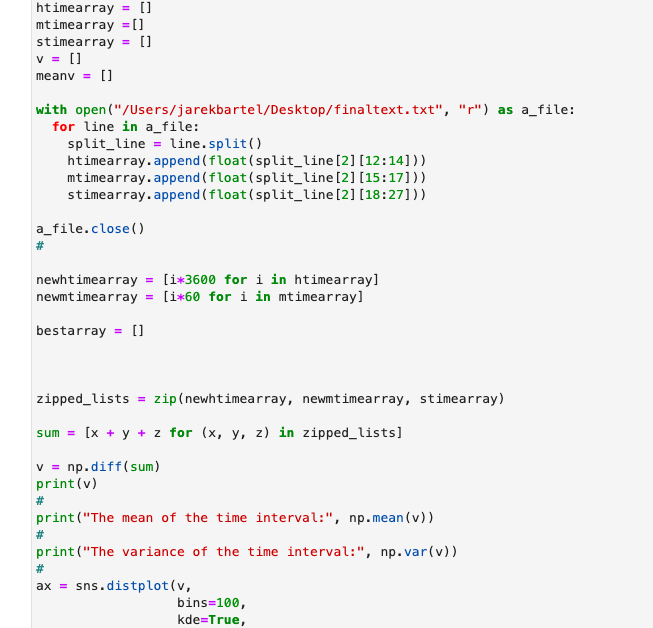 htimearray = []
mtimearray =[]
stimearray = []
v = []
meanv = []
with open("/Users/jarekbartel/Desktop/finaltext.txt", "r") as a_file:
  for line in a_file:
    split_line = line.split()
    htimearray.append(float(split_line[2][12:14]))
    mtimearray.append(float(split_line[2][15:17]))
    stimearray.append(float(split_line[2][18:27]))
a_file.close()
#
newhtimearray = [i*3600 for i in htimearray]
newmtimearray = [i*60 for i in mtimearray]
bestarray = []
zipped_lists = zip(newhtimearray, newmtimearray, stimearray)
sum = [x + y + z for (x, y, z) in zipped_lists]
v = np.diff(sum)
print(v)
#
print("The mean of the time interval:", np.mean(v))
#
print("The variance of the time interval:", np.var(v))
#
ax = sns.distplot(v,
                  bins=100,
                  kde=True,